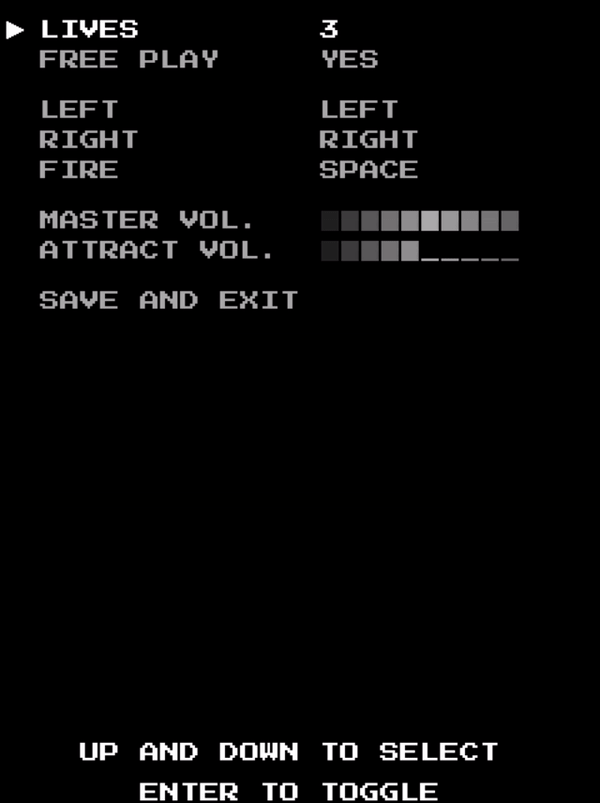 LIVES 3
FREE PLAY YES
LEFT LEFT
RIGHT RIGHT
FIRE SPACE
MASTER VOL.
ATTRACT VOL.
SAVE AND EXIT
UP AND DOWN TO SELECT
ENTER TO TOGGLE